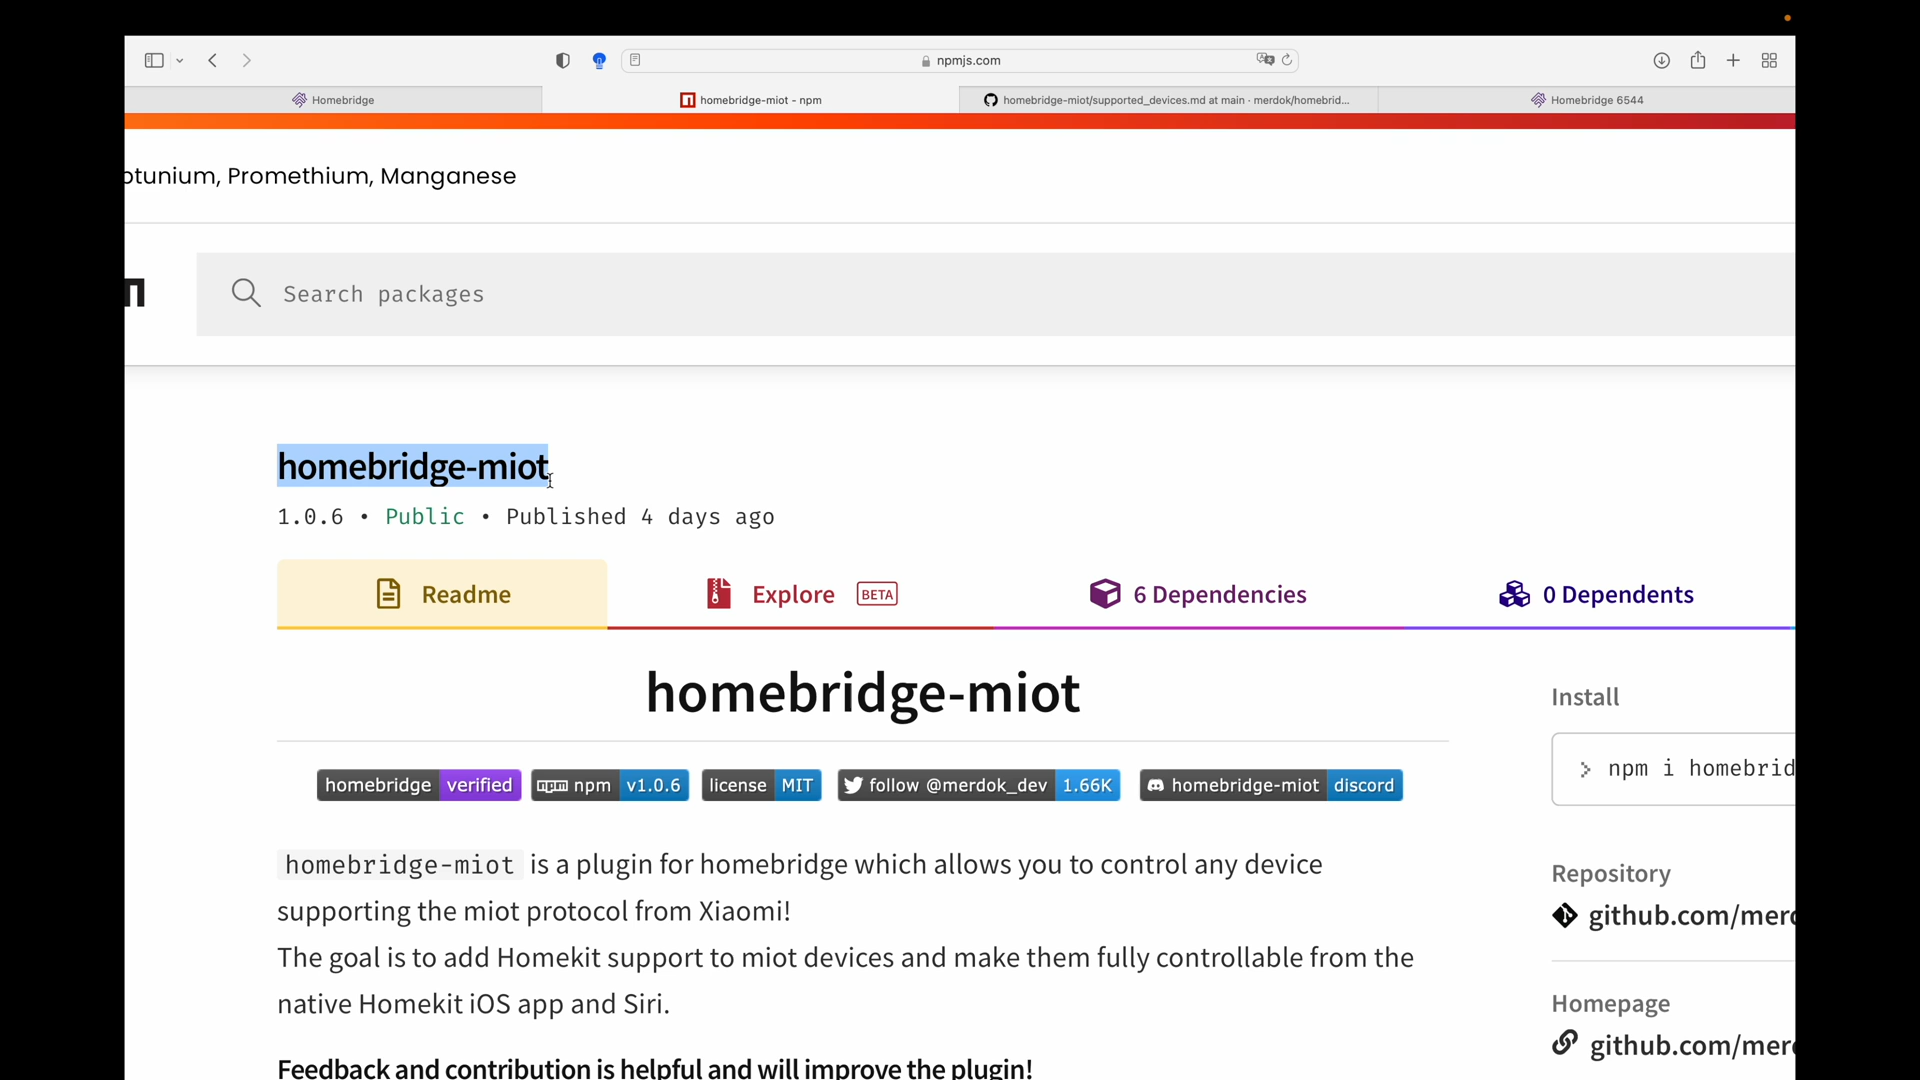 npmjs.com
Homebridge
homebridge-miot - npm
homebridge-miot/supported_devices.md at main · merdok/homebrid...
Homebridge 6544
otunium, Promethium, Manganese
Search packages
homebridge-miot
1.0.6 • Public • Published 4 days ago
Readme
Explore BETA
6 Dependencies
0 Dependents
homebridge-miot
homebridge verified
npm npm v1.0.6
license MIT
follow @merdok_dev 1.66K
homebridge-miot discord
homebridge-miot is a plugin for homebridge which allows you to control any device
supporting the miot protocol from Xiaomi!
The goal is to add Homekit support to miot devices and make them fully controllable from the
native Homekit iOS app and Siri.
Feedback and contribution is helpful and will improve the plugin!
Install
> npm i homebrid
Repository
github.com/merd
Homepage
github.com/mer